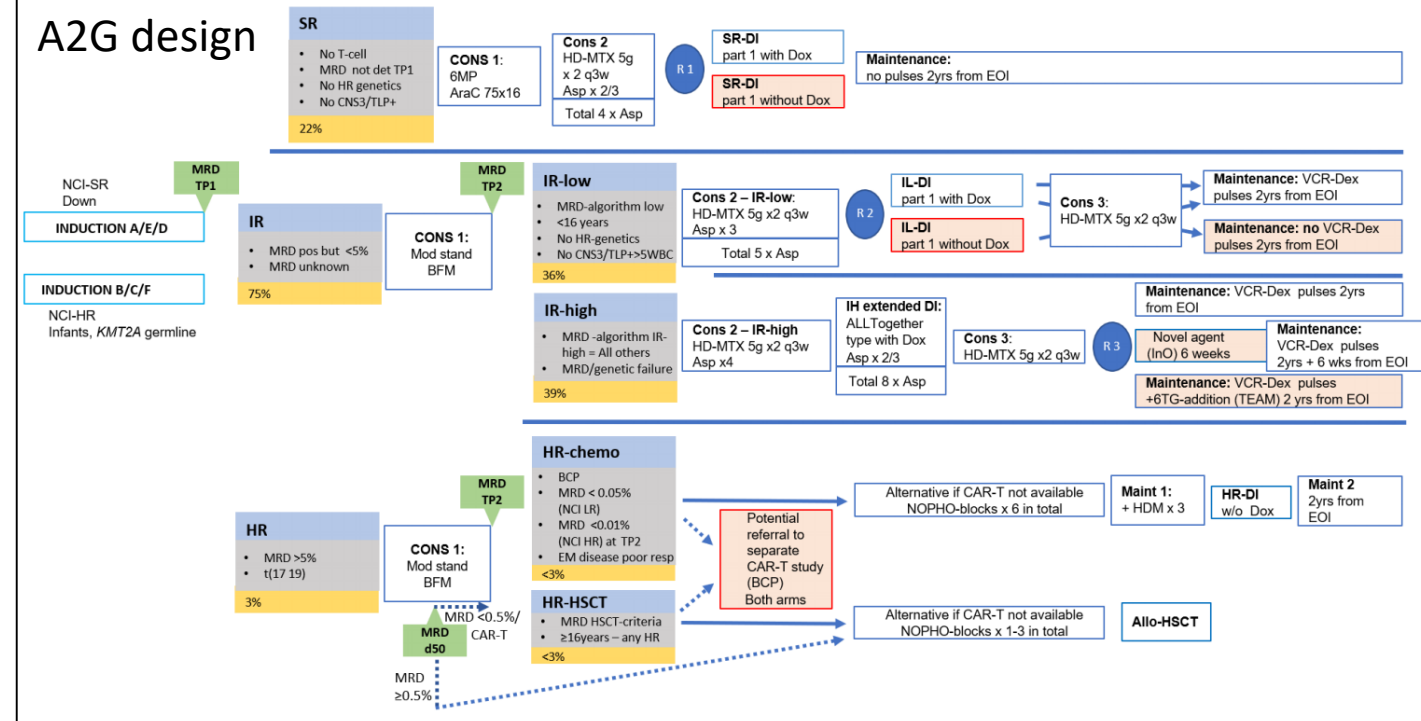 A2G design
SR
• No T-cell
• MRD not det TP1
• No HR genetics
• No CNS3/TLP+
22%
CONS 1:
6MP
AraC 75x16
Cons 2
HD-MTX 5g
x 2 q3w
Asp x 2/3
Total 4 x Asp
R 1
SR-DI
part 1 with Dox
SR-DI
part 1 without Dox
Maintenance:
no pulses 2yrs from EOI
NCI-SR
Down
INDUCTION A/E/D
INDUCTION B/C/F
NCI-HR
Infants, KMT2A germline
MRD
TP1
IR
• MRD pos but <5%
• MRD unknown
75%
CONS 1:
Mod stand
BFM
MRD
TP2
IR-low
• MRD-algorithm low
• <16 years
• No HR-genetics
• No CNS3/TLP+>5WBC
36%
Cons 2 – IR-low:
HD-MTX 5g x2 q3w
Asp x 3
Total 5 x Asp
R 2
IL-DI
part 1 with Dox
IL-DI
part 1 without Dox
Cons 3:
HD-MTX 5g x2 q3w
Maintenance: VCR-Dex
pulses 2yrs from EOI
Maintenance: no VCR-Dex
pulses 2yrs from EOI
IR-high
• MRD -algorithm IR-
high = All others
• MRD/genetic failure
39%
Cons 2 – IR-high
HD-MTX 5g x2 q3w
Asp x4
IH extended DI:
ALLTogether
type with Dox
Asp x 2/3
Total 8 x Asp
Cons 3:
HD-MTX 5g x2 q3w
R 3
Maintenance: VCR-Dex pulses 2yrs
from EOI
Novel agent
(InO) 6 weeks
Maintenance:
VCR-Dex pulses
2yrs + 6 wks from EOI
Maintenance: VCR-Dex pulses
+6TG-addition (TEAM) 2 yrs from EOI
HR
• MRD >5%
• t(17 19)
3%
CONS 1:
Mod stand
BFM
MRD
TP2
MRD
d50
MRD <0.5%/
CAR-T
MRD
≥0.5%
HR-chemo
• BCP
• MRD < 0.05%
(NCI LR)
• MRD <0.01%
(NCI HR) at TP2
• EM disease poor resp
<3%
HR-HSCT
• MRD HSCT-criteria
• ≥16years – any HR
<3%
Potential
referral to
separate
CAR-T study
(BCP)
Both arms
Alternative if CAR-T not available
NOPHO-blocks x 6 in total
Maint 1:
+ HDM x 3
HR-DI
w/o Dox
Maint 2
2yrs from
EOI
Alternative if CAR-T not available
NOPHO-blocks x 1-3 in total
Allo-HSCT